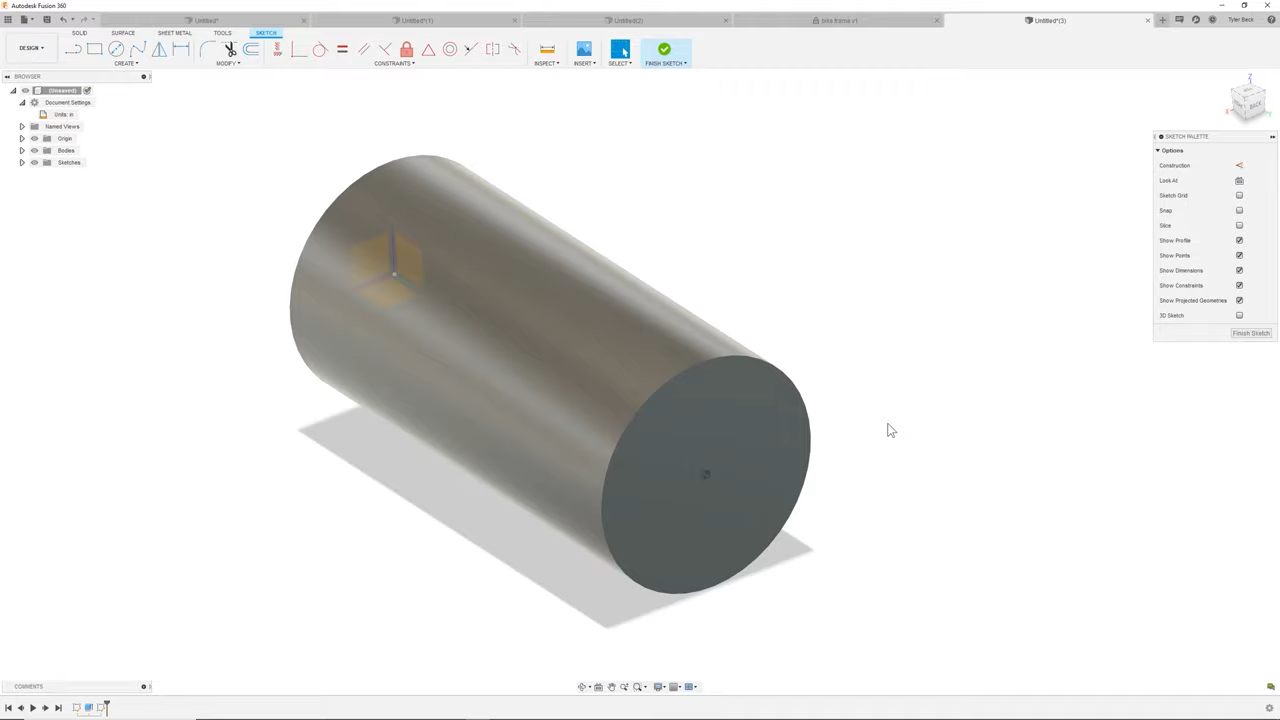 Autodesk Fusion 360
Untitled*
Untitled*(1)
Untitled(2)
bike frame v1
Untitled*(3)
Tyler Beck
SOLID
SURFACE
SHEET METAL
TOOLS
SKETCH
DESIGN
CREATE
MODIFY
CONSTRAINTS
INSPECT
INSERT
SELECT
FINISH SKETCH
BROWSER
(Unsaved)
Document Settings
Units: in
Named Views
Origin
Bodies
Sketches
Z
X
Y
BACK
SKETCH PALETTE
Options
Construction
Look At
Sketch Grid
Snap
Slice
Show Profile
Show Points
Show Dimensions
Show Constraints
Show Projected Geometries
3D Sketch
Finish Sketch
COMMENTS